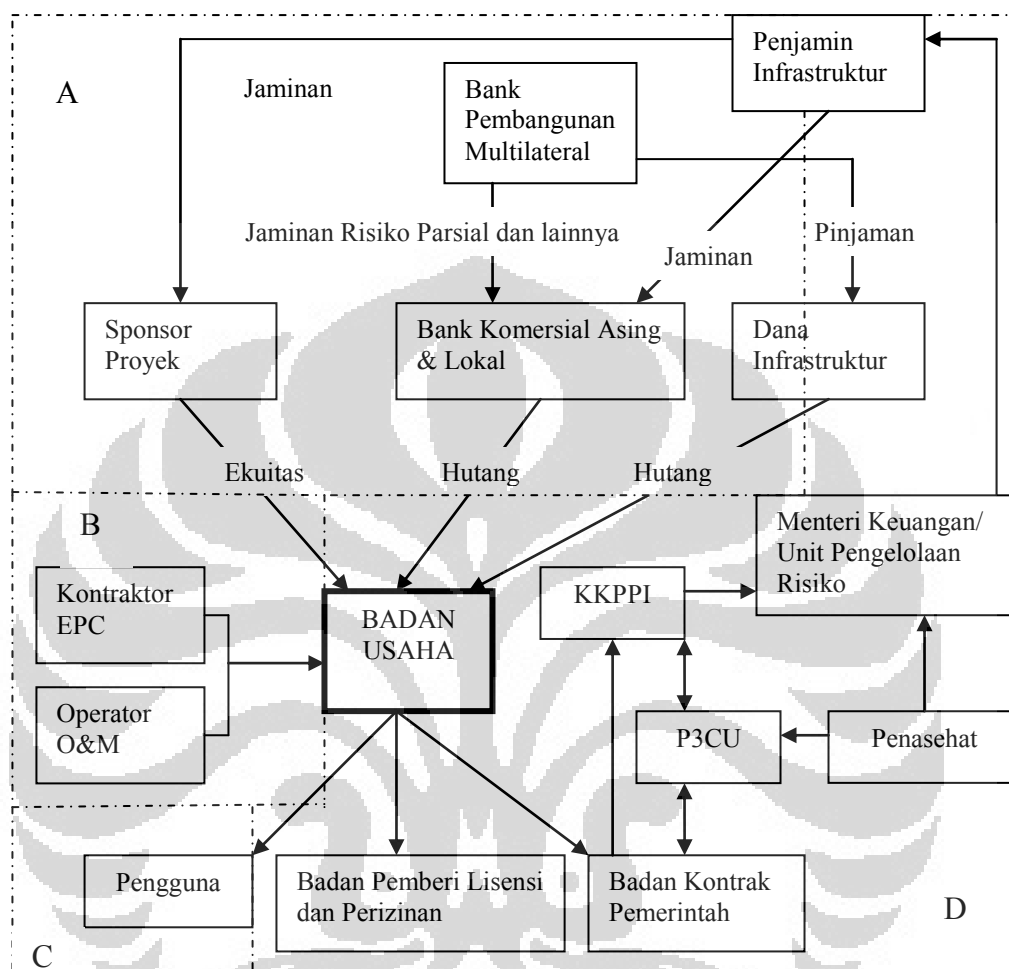 Penjamin
Infrastruktur
A
Jaminan
Bank
Pembangunan
Multilateral
Jaminan Risiko Parsial dan lainnya
Pinjaman
Jaminan
Sponsor
Proyek
Bank Komersial Asing
& Lokal
Dana
Infrastruktur
Ekuitas
Hutang
Hutang
B
Menteri Keuangan/
Unit Pengelolaan
Risiko
Kontraktor
EPC
BADAN
USAHA
KKPPI
Operator
O&M
P3CU
Penasehat
Pengguna
Badan Pemberi Lisensi
dan Perizinan
Badan Kontrak
Pemerintah
D
C